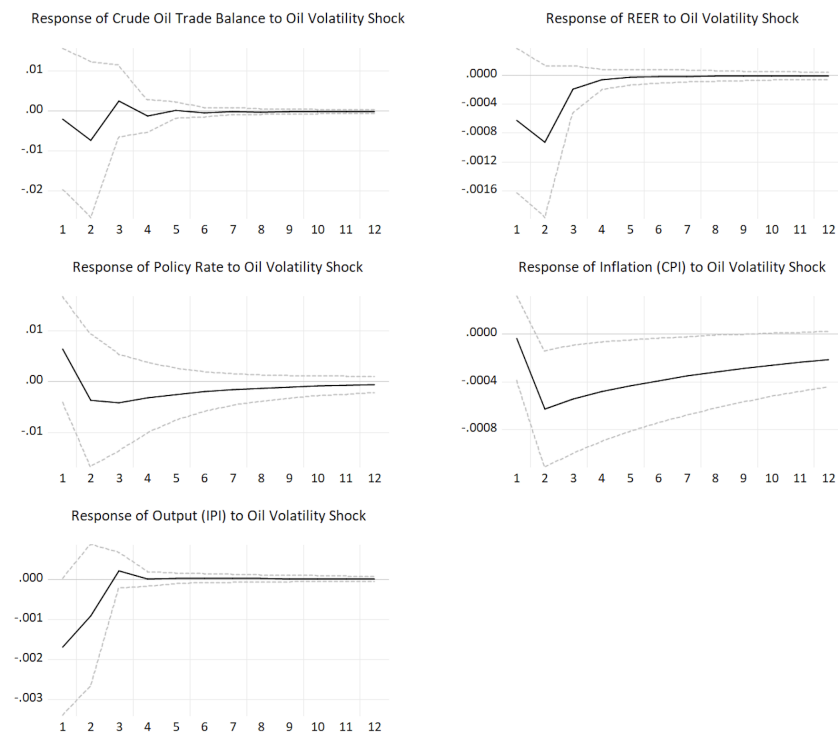 Response of Crude Oil Trade Balance to Oil Volatility Shock
.01
.00
-.01
-.02
1 2 3 4 5 6 7 8 9 10 11 12
Response of REER to Oil Volatility Shock
.0000
-.0004
-.0008
-.0012
-.0016
1 2 3 4 5 6 7 8 9 10 11 12
Response of Policy Rate to Oil Volatility Shock
.01
.00
-.01
1 2 3 4 5 6 7 8 9 10 11 12
Response of Inflation (CPI) to Oil Volatility Shock
.0000
-.0004
-.0008
1 2 3 4 5 6 7 8 9 10 11 12
Response of Output (IPI) to Oil Volatility Shock
.000
-.001
-.002
-.003
1 2 3 4 5 6 7 8 9 10 11 12